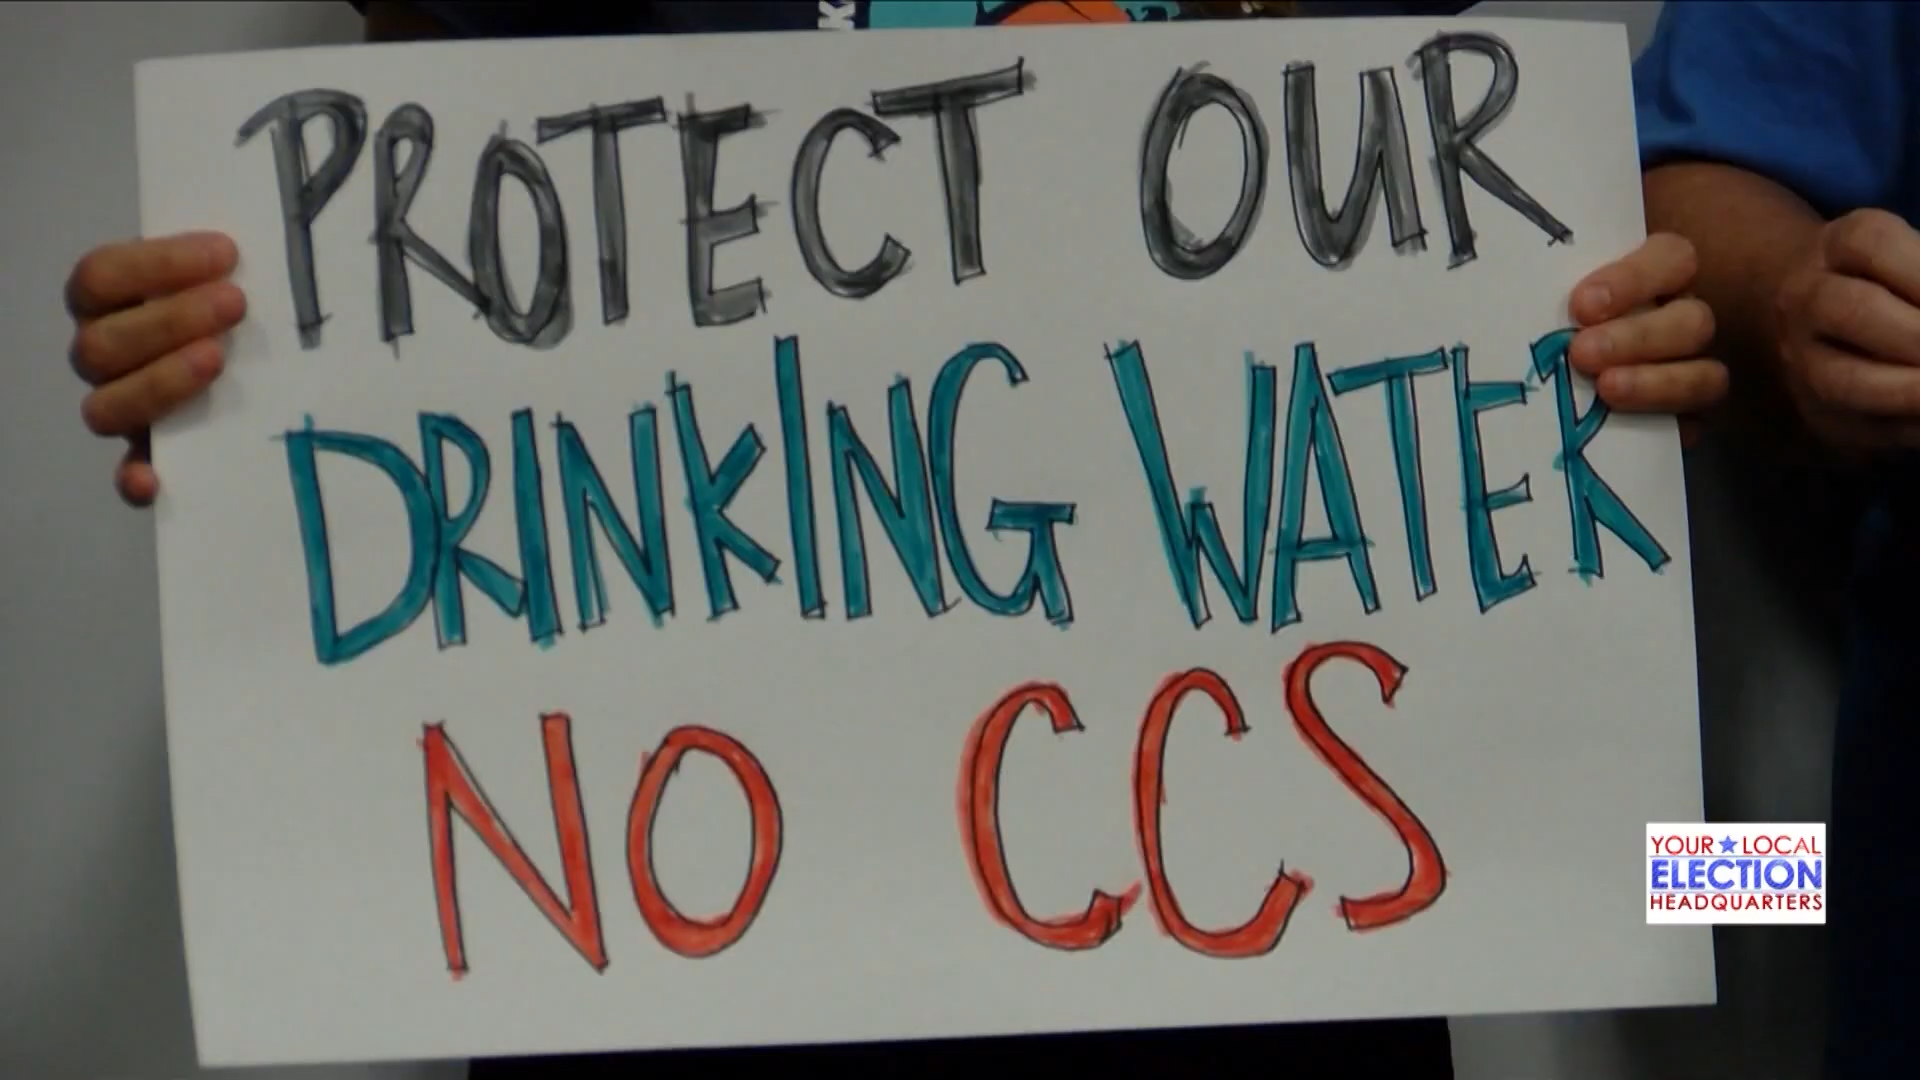 K
PROTECT OUR
DRINKING WATER
NO CCS
YOUR LOCAL
ELECTION
HEADQUARTERS